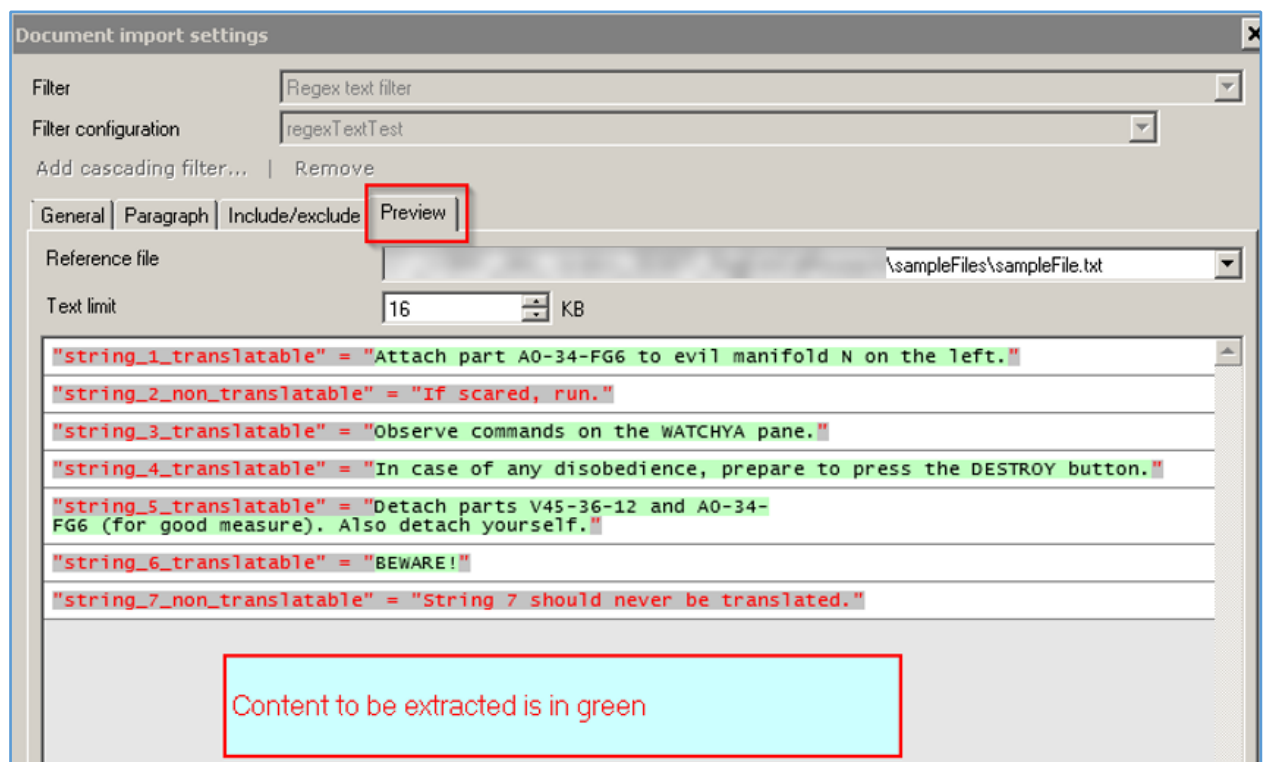 Document import settings
Filter
Regex text filter
Filter configuration
regexTextTest
Add cascading filter... | Remove
General
Paragraph
Include/exclude
Preview
Reference file
\sampleFiles\sampleFile.txt
Text limit
16
KB
"string_1_translatable" = "Attach part AO-34-FG6 to evil manifold N on the left."
"string_2_non_translatable" = "If scared, run."
"string_3_translatable" = "Observe commands on the WATCHYA pane."
"string_4_translatable" = "In case of any disobedience, prepare to press the DESTROY button."
"string_5_translatable" = "Detach parts V45-36-12 and AO-34-
FG6 (for good measure). Also detach yourself."
"string_6_translatable" = "BEWARE!"
"string_7_non_translatable" = "String 7 should never be translated."
Content to be extracted is in green